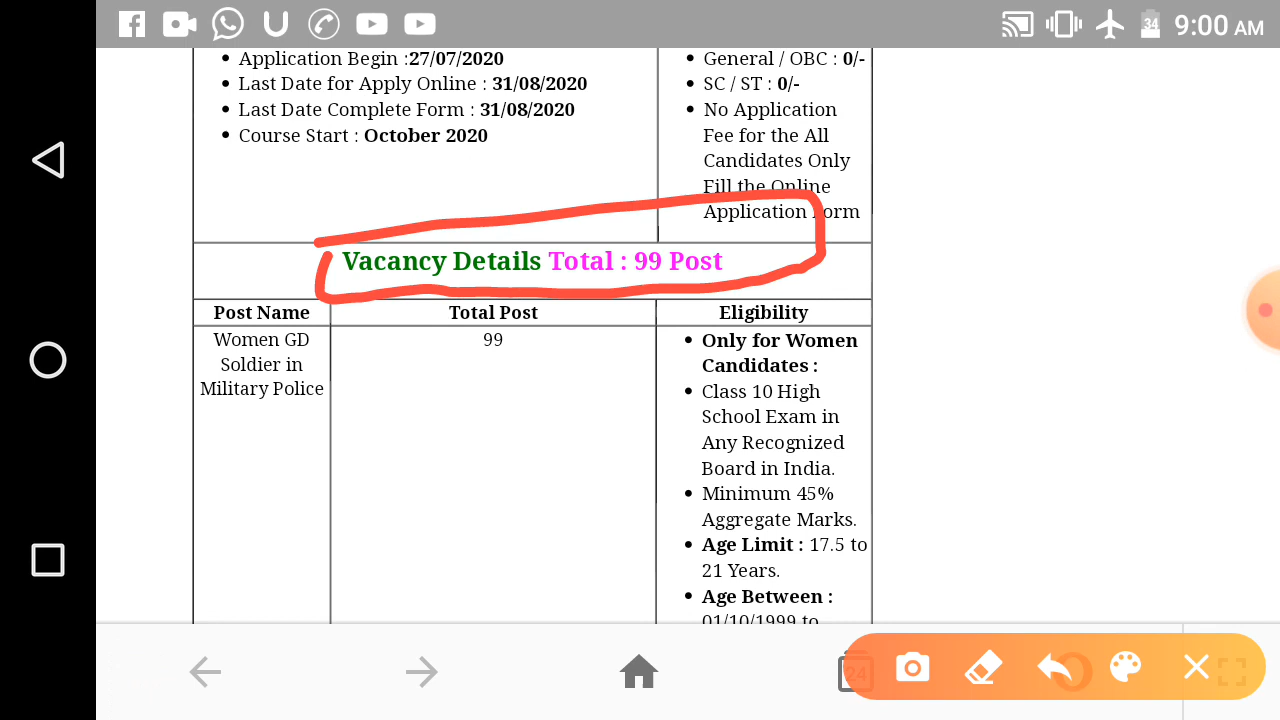 34 9:00 AM
Application Begin :27/07/2020
Last Date for Apply Online : 31/08/2020
Last Date Complete Form : 31/08/2020
Course Start : October 2020
General / OBC : 0/-
SC / ST : 0/-
No Application
Fee for the All
Candidates Only
Fill the Online
Application Form
Vacancy Details Total : 99 Post
Post Name Total Post Eligibility
Women GD
Soldier in
Military Police
99
Only for Women
Candidates :
Class 10 High
School Exam in
Any Recognized
Board in India.
Minimum 45%
Aggregate Marks.
Age Limit : 17.5 to
21 Years.
Age Between :
01/10/1999 to
24